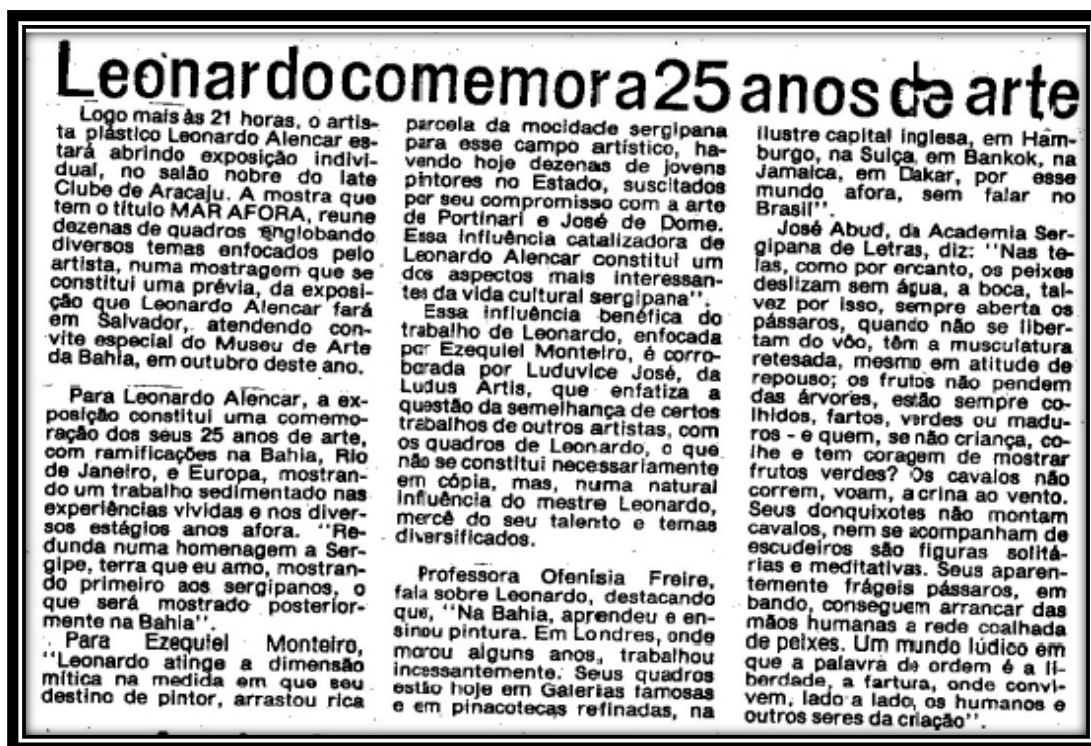 Leonardo comemora 25 anos de arte
Logo mais às 21 horas, o artis-
ta plástico Leonardo Alencar es-
tará abrindo exposição indivi-
dual, no salão nobre do Iate
Clube de Aracaju. A mostra que
tem o título MAR AFORA, reune
dezenas de quadros englobando
diversos temas enfocados pelo
artista, numa mostragem que se
constitui uma prévia, da exposi-
ção que Leonardo Alencar fará
em Salvador, atendendo con-
vite especial do Museu de Arte
da Bahia, em outubro deste ano.
Para Leonardo Alencar, a ex-
posição constitui uma comemo-
ração dos seus 25 anos de arte,
com ramificações na Bahia, Rio
de Janeiro, e Europa, mostran-
do um trabalho sedimentado nas
experiências vividas e nos diver-
sos estágios anos afora. "Re-
dunda numa homenagem a Ser-
gipe, terra que eu amo, mostran-
do primeiro aos sergipanos, o
que será mostrado posterior-
mente na Bahia".
Para Ezequiel Monteiro,
"Leonardo atinge a dimensão
mítica na medida em que seu
destino de pintor, arrastou rica
parcela da mocidade sergipana
para esse campo artístico, ha-
vendo hoje dezenas de jovens
pintores no Estado, suscitados
por seu compromisso com a arte
de Portinari e José de Dome.
Essa influência catalizadora de
Leonardo Alencar constitui um
dos aspectos mais interessan-
tes da vida cultural sergipana".
Essa influência benéfica do
trabalho de Leonardo, enfocada
por Ezequiel Monteiro, é corro-
borada por Luduvice José, da
Ludus Artis, que enfatiza a
questão da semelhança de certos
trabalhos de outros artistas, com
os quadros de Leonardo, o que
não se constitui necessariamente
em cópia, mas, numa natural
influência do mestre Leonardo,
mercê do seu talento e temas
diversificados.
Professora Ofenísia Freire,
fala sobre Leonardo, destacando
que, "Na Bahia, aprendeu e en-
sinou pintura. Em Londres, onde
morou alguns anos, trabalhou
incessantemente. Seus quadros
estão hoje em Galerias famosas
e em pinacotecas refinadas, na
ilustre capital inglesa, em Ham-
burgo, na Suiça, em Bankok, na
Jamaica, em Dakar, por esse
mundo afora, sem falar no
Brasil".
José Abud, da Academia Ser-
gipana de Letras, diz: "Nas te-
las, como por encanto, os peixes
deslizam sem água, a boca, tal-
vez por isso, sempre aberta os
pássaros, quando não se liber-
tam do vôo, têm a musculatura
retesada, mesmo em atitude de
repouso; os frutos não pendem
das árvores, estão sempre co-
lhidos, fartos, verdes ou madu-
ros - e quem, se não criança, co-
lhe e tem coragem de mostrar
frutos verdes? Os cavalos não
correm, voam, a crina ao vento.
Seus donquixotes não montam
cavalos, nem se acompanham de
escudeiros são figuras solitá-
rias e meditativas. Seus aparen-
temente frágeis pássaros, em
bando, conseguem arrancar das
mãos humanas a rede coalhada
de peixes. Um mundo lúdico em
que a palavra de ordem é a li-
berdade, a fartura, onde convi-
vem, lado a lado, os humanos e
outros seres da criação".